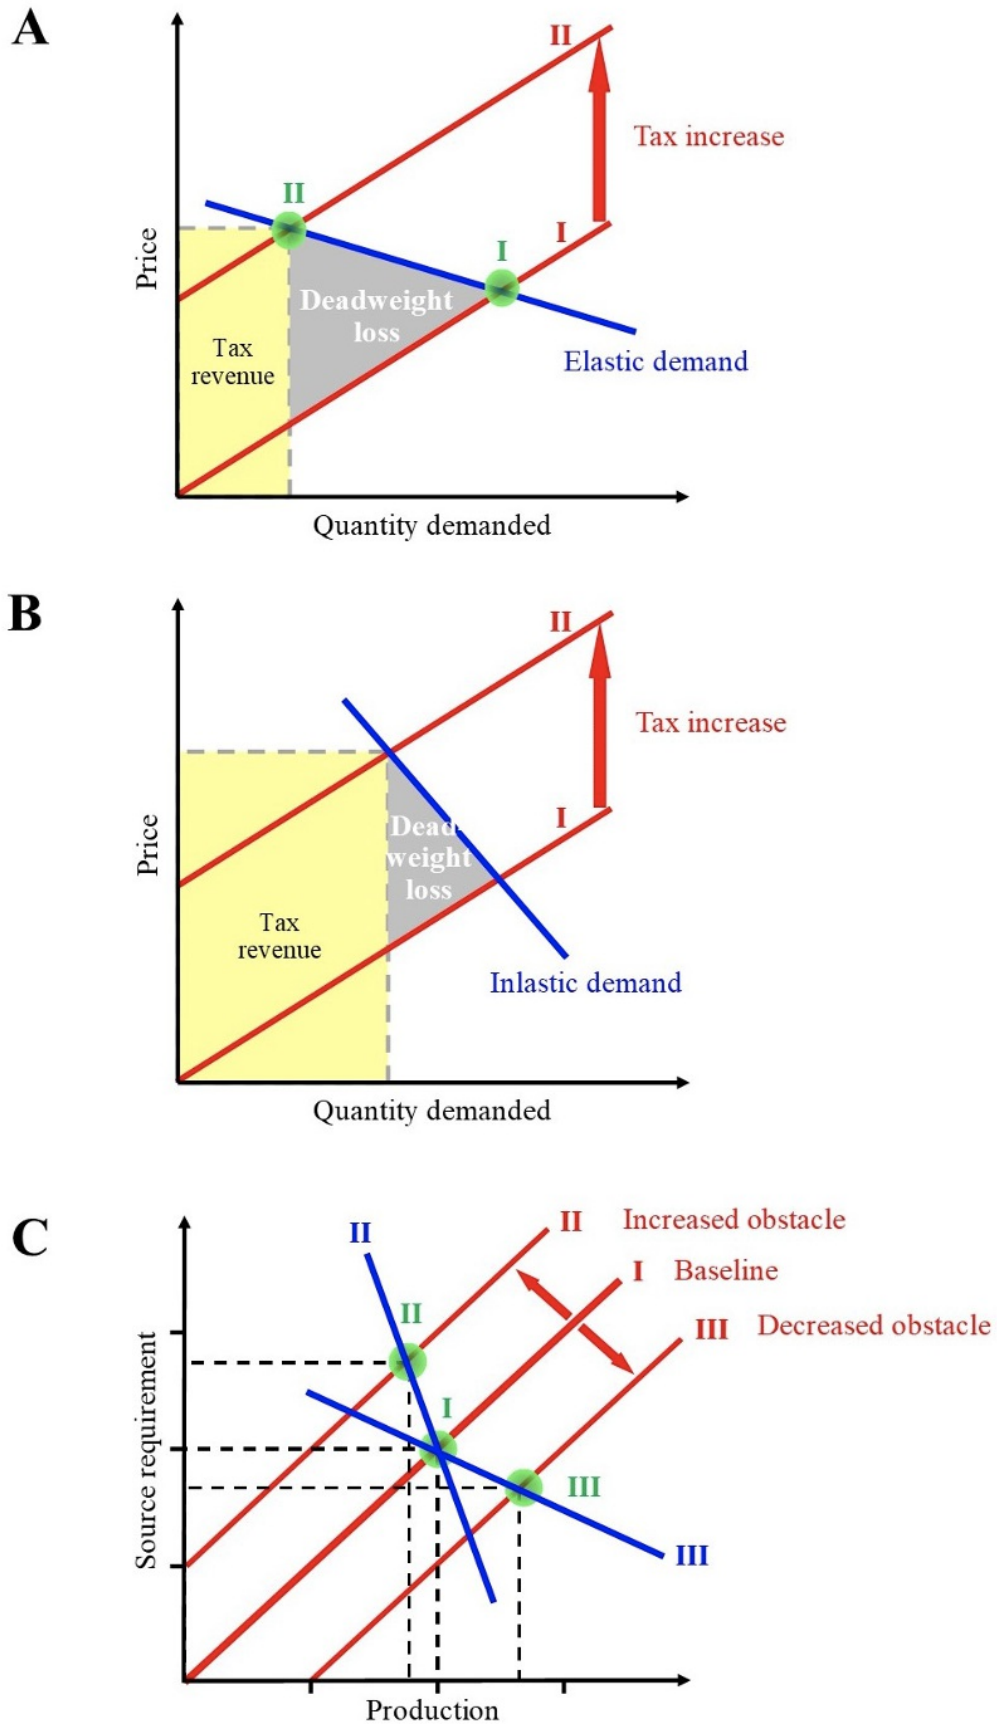 A
II
Tax increase
II
I
I
Price
Deadweight
loss
Tax
revenue
Elastic demand
Quantity demanded
B
II
Tax increase
I
Price
Dead-
weight
loss
Tax
revenue
Inlastic demand
Quantity demanded
C
II
II Increased obstacle
I Baseline
II
III Decreased obstacle
I
Source requirement
III
III
Production